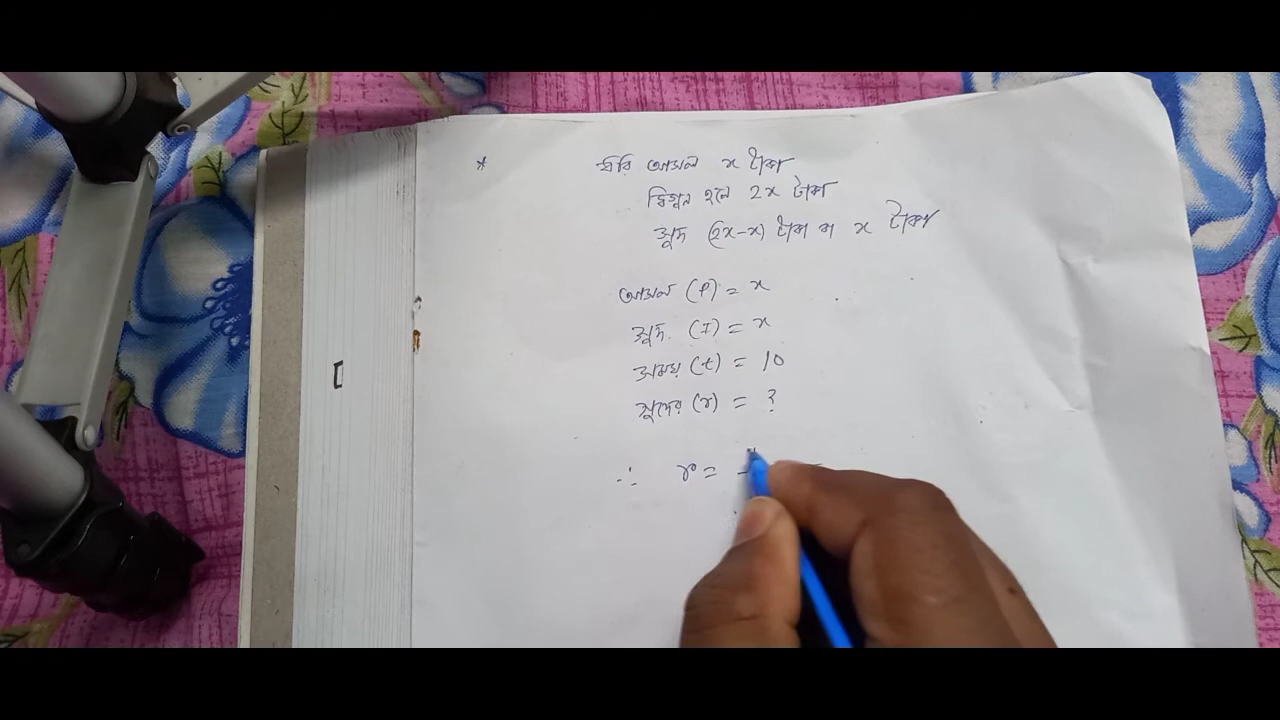 * ধরি আসল x টাকা
দ্বিগুন হলে 2x টাকা
সুদ (2x-x) টাকা বা x টাকা
আসল (P) = x
সুদ (I) = x
সময় (t) = 10
সুদের (r) = ?
∴ r =